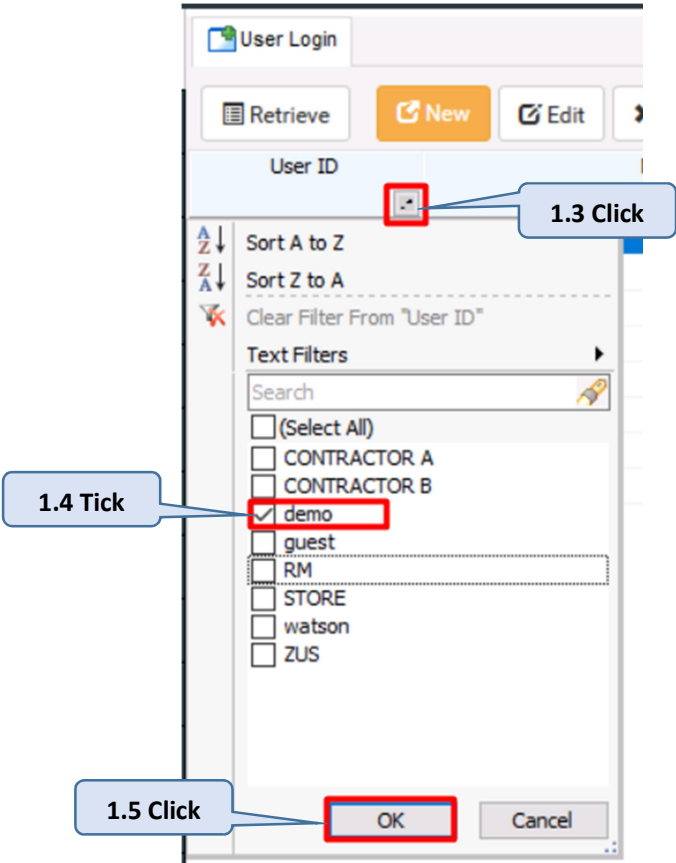 User Login
Retrieve New Edit
User ID
1.3 Click
Sort A to Z
Sort Z to A
Clear Filter From "User ID"
Text Filters
Search
(Select All)
CONTRACTOR A
CONTRACTOR B
1.4 Tick
demo
guest
RM
STORE
watson
ZUS
1.5 Click
OK Cancel